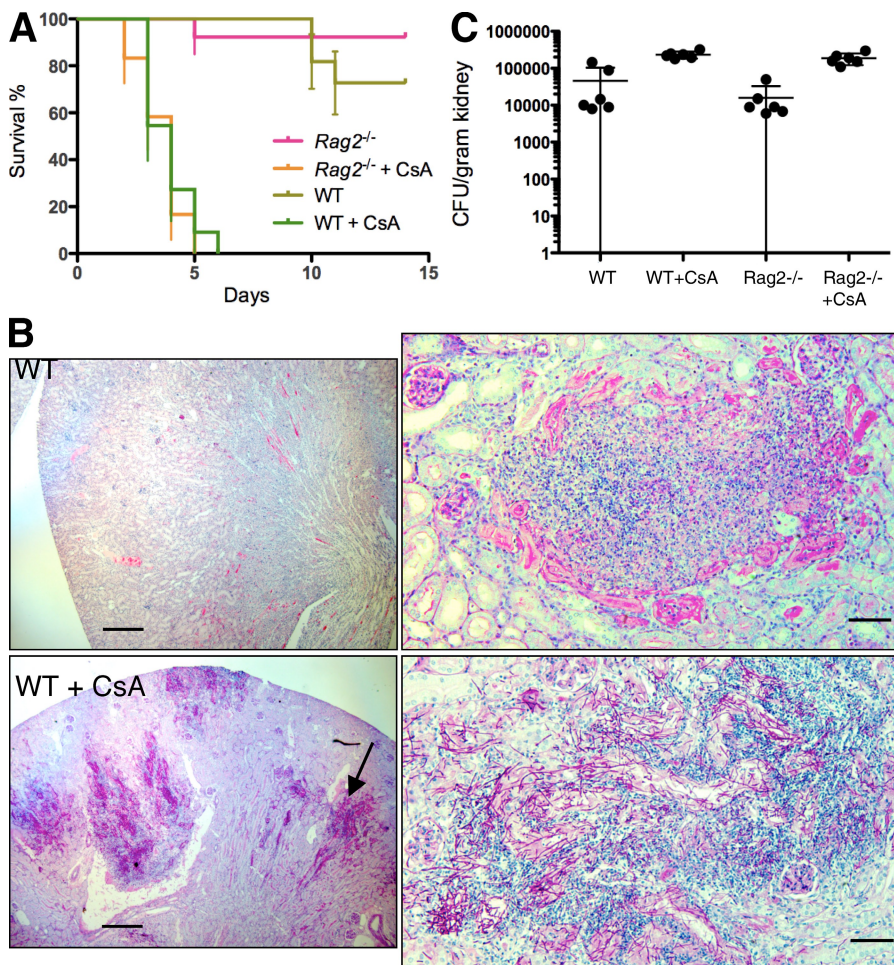 A
Survival %
100
80
60
40
20
0
0 5 10 15
Days
Rag2-/-
Rag2-/- + CsA
WT
WT + CsA
C
CFU/gram kidney
1000000
100000
10000
1000
100
10
1
WT WT+CsA Rag2-/- Rag2-/-
+CsA
B
WT
WT + CsA